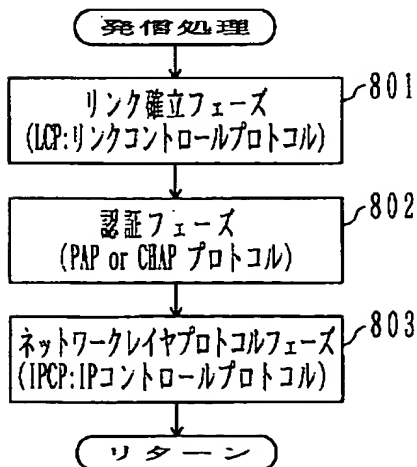 発信処理
リンク確立フェーズ
(LCP:リンクコントロールプロトコル)
801
認証フェーズ
(PAP or CHAP プロトコル)
802
ネットワークレイヤプロトコルフェーズ
(IPCP:IPコントロールプロトコル)
803
リターン